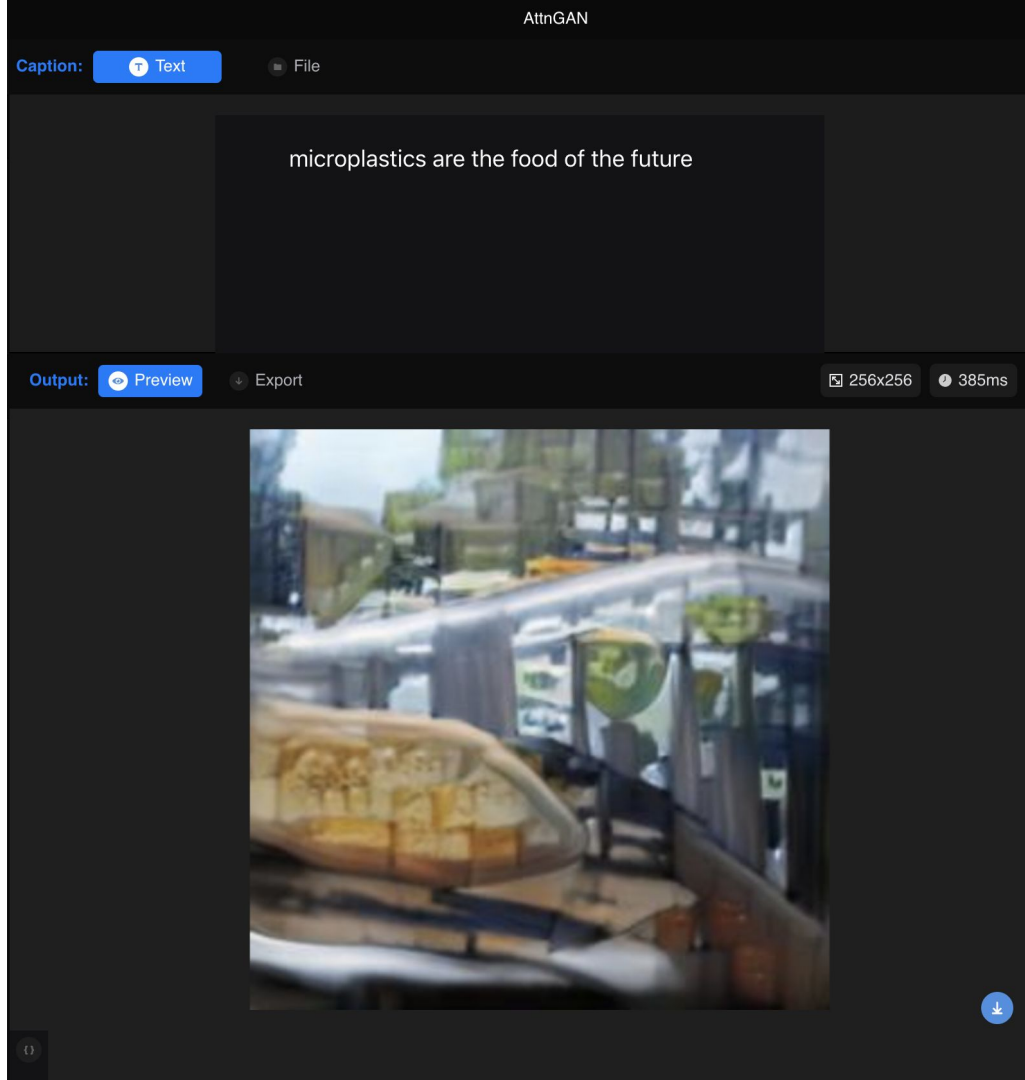 AttnGAN
Caption: Text File
microplastics are the food of the future
Output: Preview Export 256x256 385ms
{}